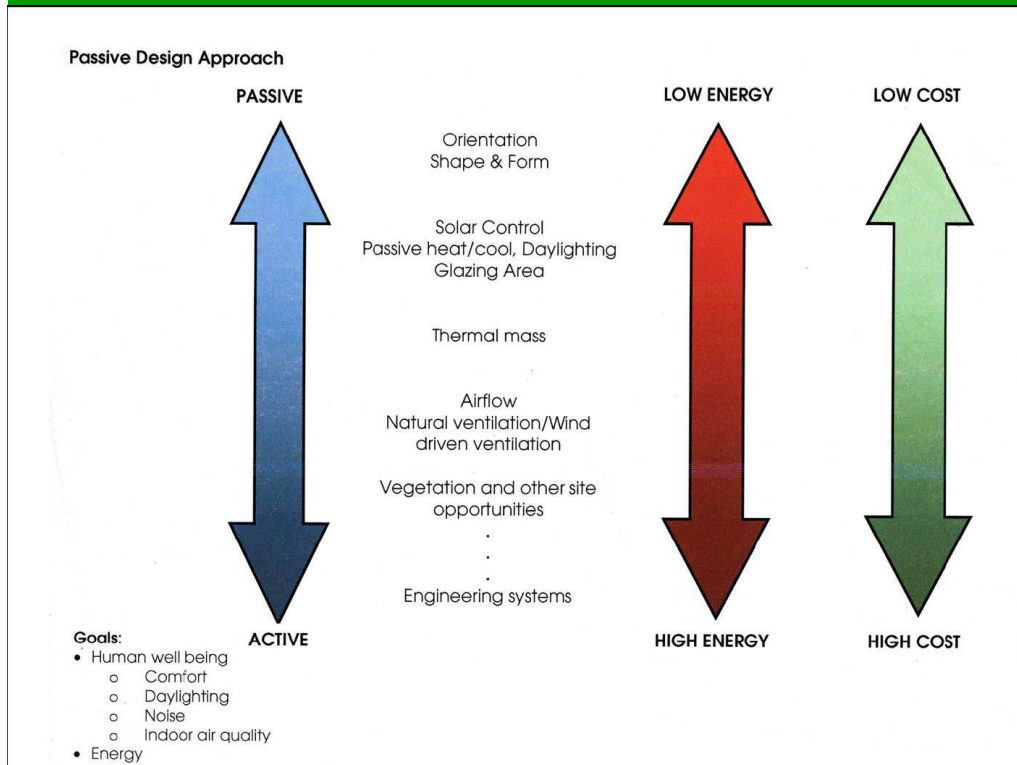 Passive Design Approach
PASSIVE
LOW ENERGY
LOW COST
Orientation
Shape & Form
Solar Control
Passive heat/cool, Daylighting
Glazing Area
Thermal mass
Airflow
Natural ventilation/Wind
driven ventilation
Vegetation and other site
opportunities
.
.
.
Engineering systems
ACTIVE
HIGH ENERGY
HIGH COST
Goals:
• Human well being
o Comfort
o Daylighting
o Noise
o Indoor air quality
• Energy